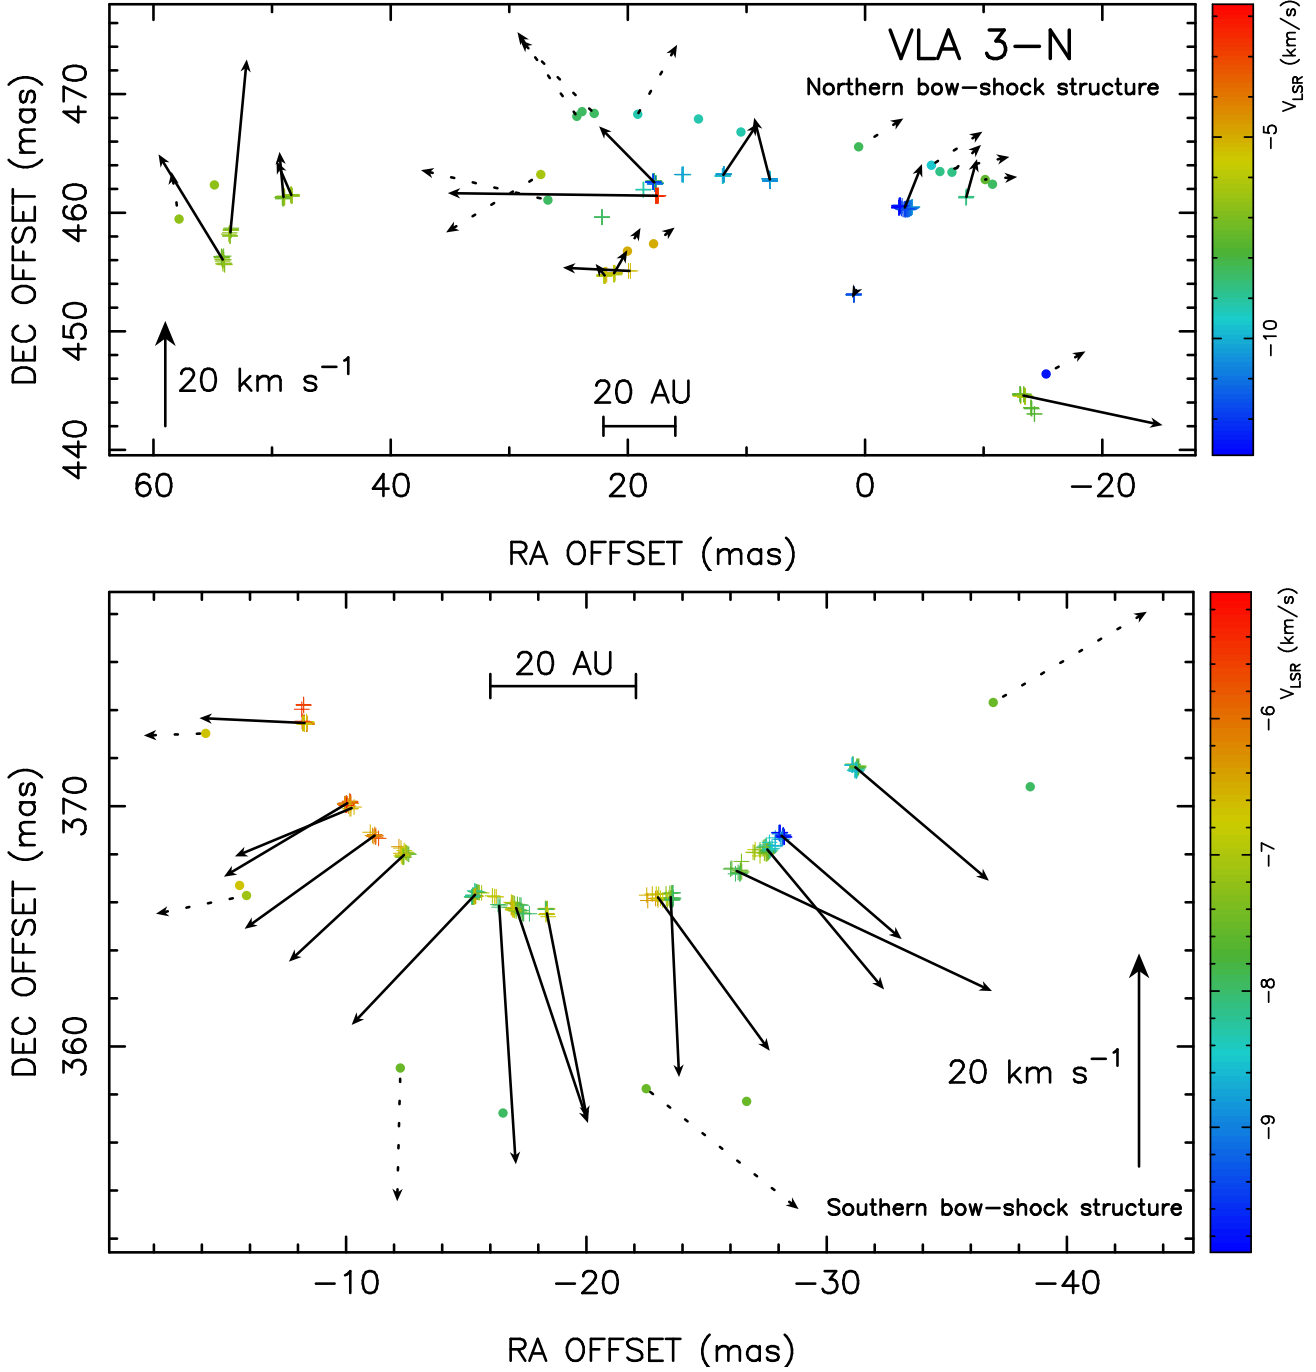 VLA 3-N
Northern bow-shock structure
DEC OFFSET (mas)
470
460
450
440
20 km s⁻¹
20 AU
60
40
20
0
-20
RA OFFSET (mas)
V_LSR (km/s)
-5
-10
20 AU
DEC OFFSET (mas)
370
360
20 km s⁻¹
Southern bow-shock structure
-10
-20
-30
-40
RA OFFSET (mas)
V_LSR (km/s)
-6
-7
-8
-9